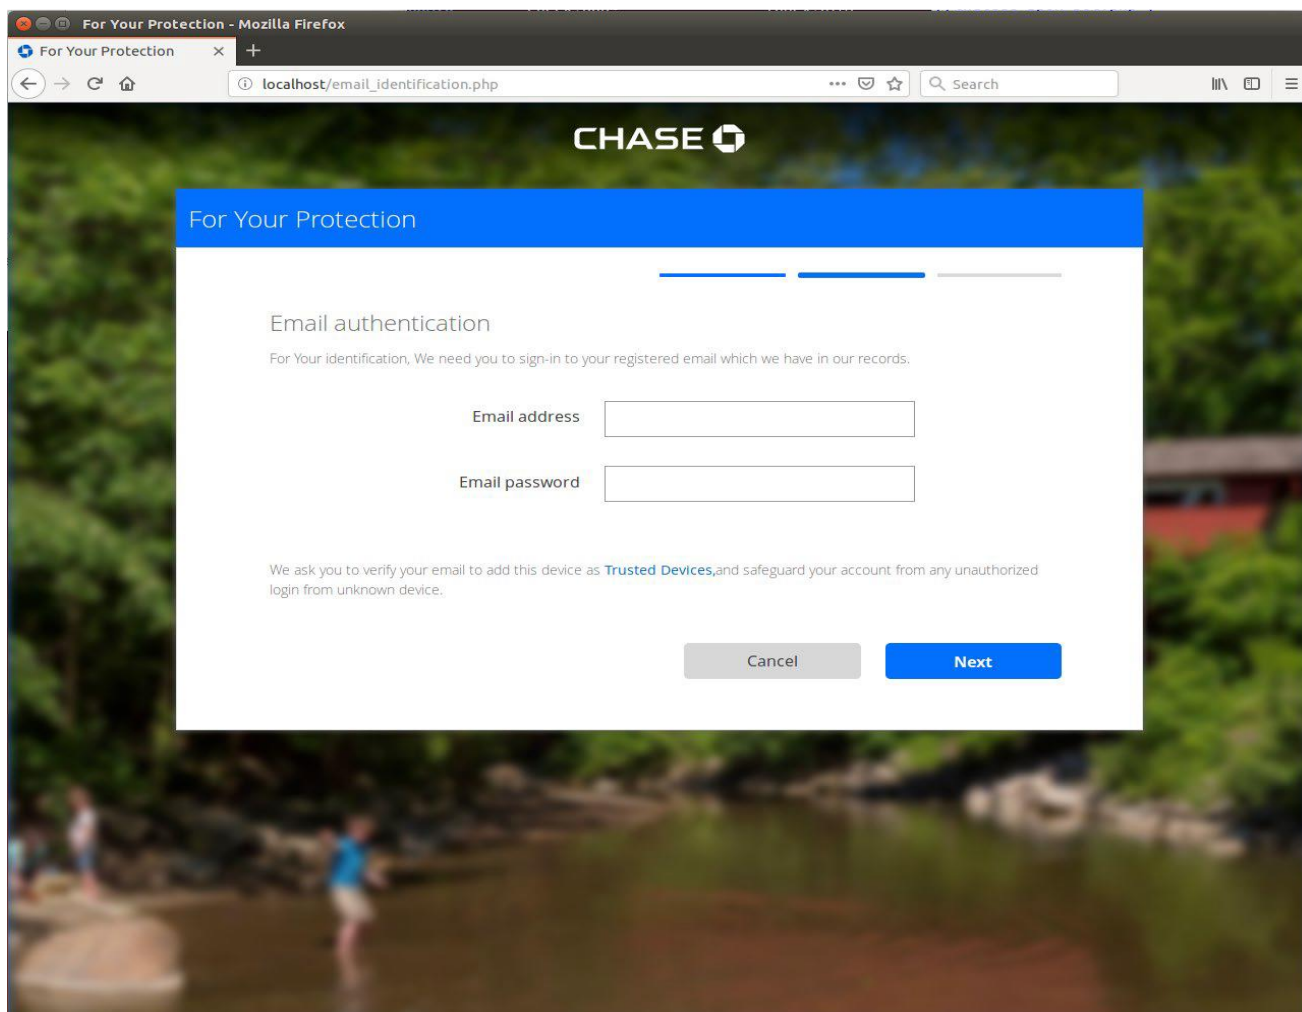 For Your Protection - Mozilla Firefox
For Your Protection
localhost/email_identification.php
Search
CHASE
For Your Protection
Email authentication
For Your identification, We need you to sign-in to your registered email which we have in our records.
Email address
Email password
We ask you to verify your email to add this device as Trusted Devices,and safeguard your account from any unauthorized
login from unknown device.
Cancel
Next